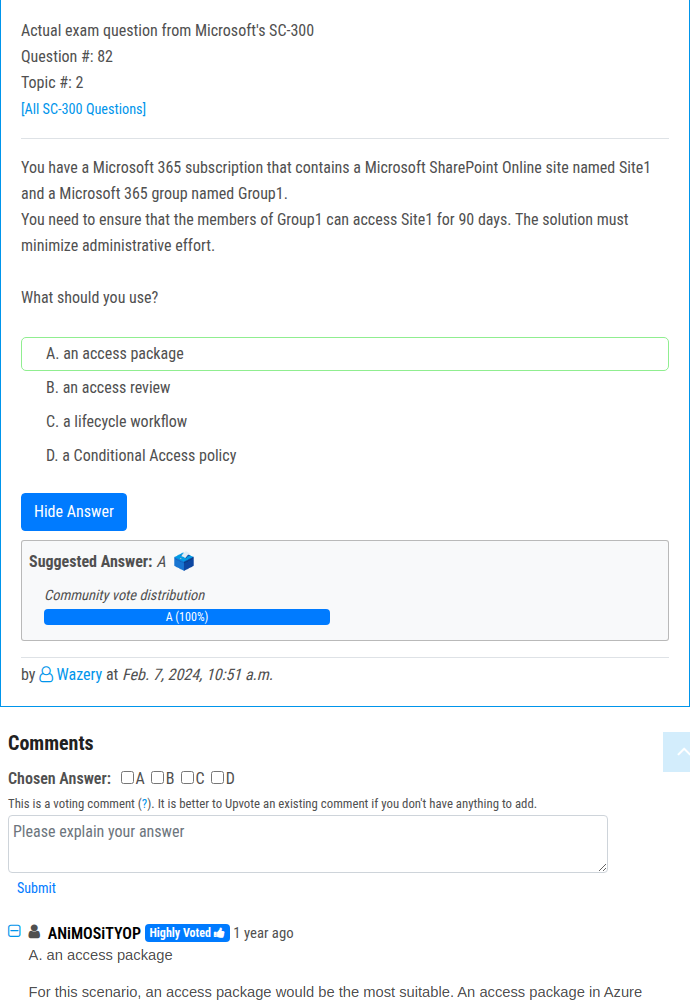 Actual exam question from Microsoft's SC-300
Question #: 82
Topic #: 2
[All SC-300 Questions]
You have a Microsoft 365 subscription that contains a Microsoft SharePoint Online site named Site1
and a Microsoft 365 group named Group1.
You need to ensure that the members of Group1 can access Site1 for 90 days. The solution must
minimize administrative effort.
What should you use?
A. an access package
B. an access review
C. a lifecycle workflow
D. a Conditional Access policy
Hide Answer
Suggested Answer: A
Community vote distribution
A (100%)
by Wazery at Feb. 7, 2024, 10:51 a.m.
Comments
Chosen Answer: A B C D
This is a voting comment (?). It is better to Upvote an existing comment if you don't have anything to add.
Please explain your answer
Submit
ANiMOSiTYOP Highly Voted 1 year ago
A. an access package
For this scenario, an access package would be the most suitable. An access package in Azure